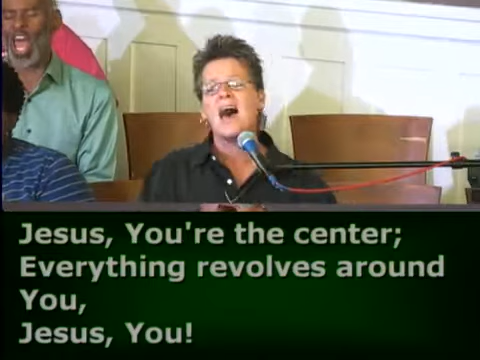 Jesus, You're the center;
Everything revolves around
You,
Jesus, You!